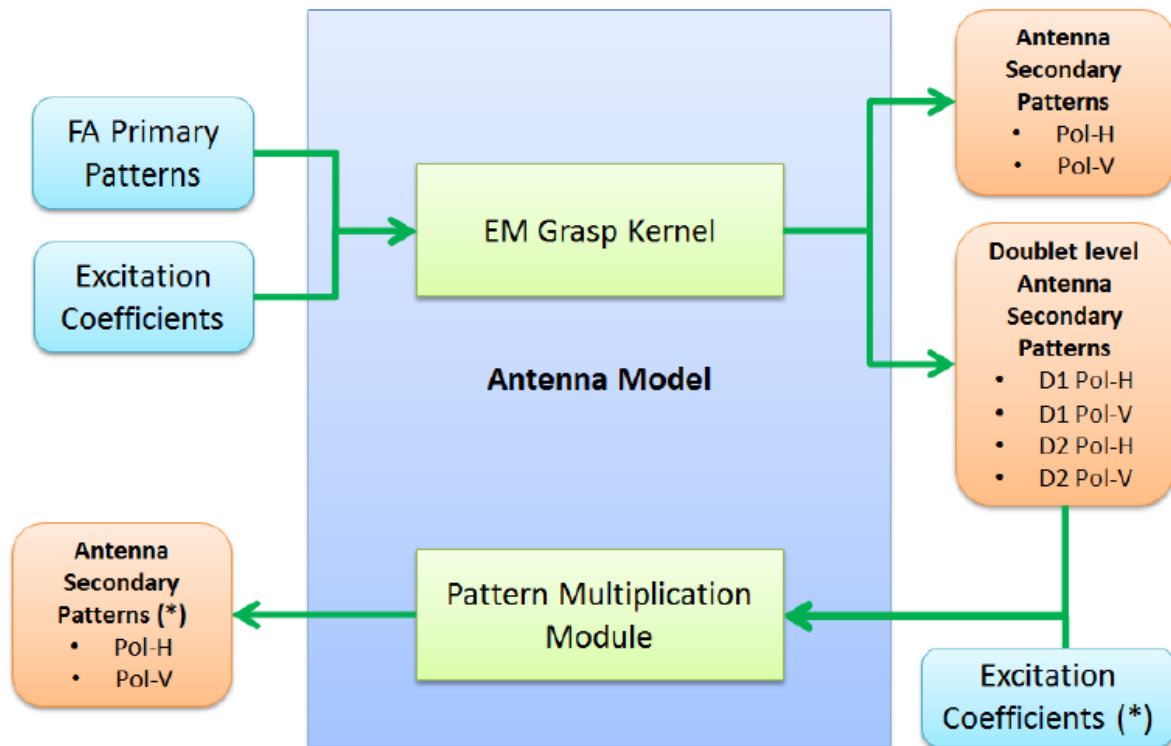 FA Primary
Patterns
Excitation
Coefficients
EM Grasp Kernel
Antenna Model
Antenna
Secondary
Patterns
• Pol-H
• Pol-V
Doublet level
Antenna
Secondary
Patterns
• D1 Pol-H
• D1 Pol-V
• D2 Pol-H
• D2 Pol-V
Antenna
Secondary
Patterns (*)
• Pol-H
• Pol-V
Pattern Multiplication
Module
Excitation
Coefficients (*)